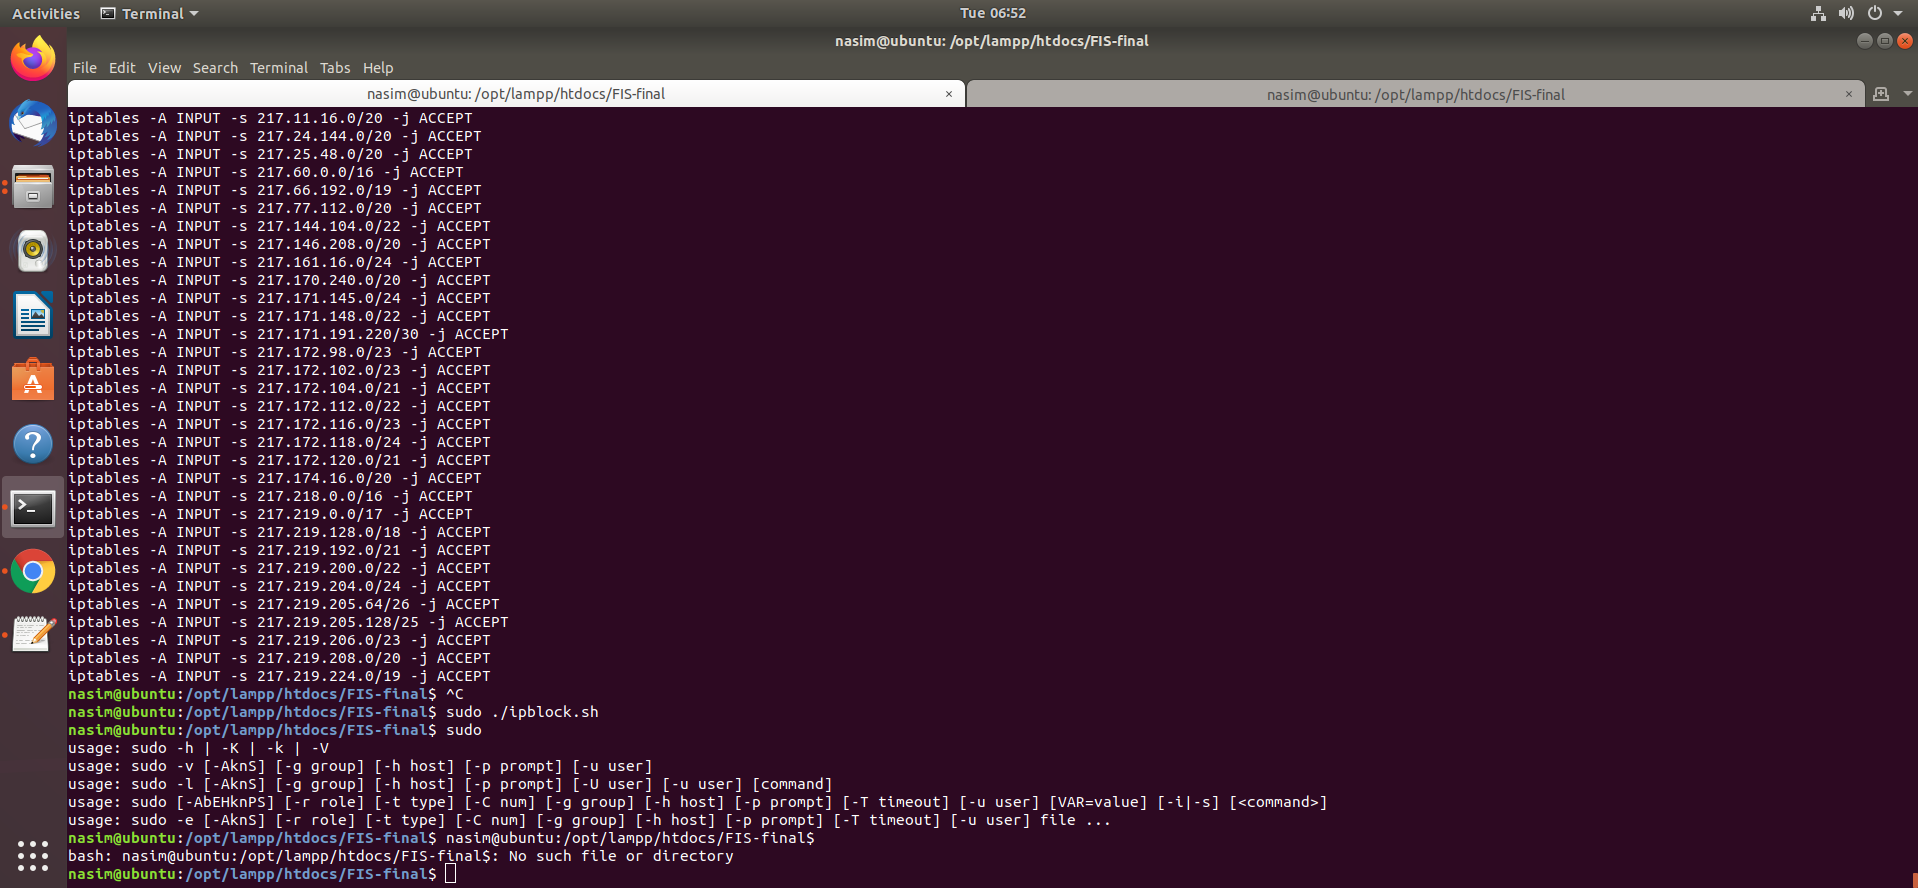 Activities Terminal Tue 06:52
nasim@ubuntu: /opt/lampp/htdocs/FIS-final
File Edit View Search Terminal Tabs Help
nasim@ubuntu: /opt/lampp/htdocs/FIS-final × nasim@ubuntu: /opt/lampp/htdocs/FIS-final ×
iptables -A INPUT -s 217.11.16.0/20 -j ACCEPT
iptables -A INPUT -s 217.24.144.0/20 -j ACCEPT
iptables -A INPUT -s 217.25.48.0/20 -j ACCEPT
iptables -A INPUT -s 217.60.0.0/16 -j ACCEPT
iptables -A INPUT -s 217.66.192.0/19 -j ACCEPT
iptables -A INPUT -s 217.77.112.0/20 -j ACCEPT
iptables -A INPUT -s 217.144.104.0/22 -j ACCEPT
iptables -A INPUT -s 217.146.208.0/20 -j ACCEPT
iptables -A INPUT -s 217.161.16.0/24 -j ACCEPT
iptables -A INPUT -s 217.170.240.0/20 -j ACCEPT
iptables -A INPUT -s 217.171.145.0/24 -j ACCEPT
iptables -A INPUT -s 217.171.148.0/22 -j ACCEPT
iptables -A INPUT -s 217.171.191.220/30 -j ACCEPT
iptables -A INPUT -s 217.172.98.0/23 -j ACCEPT
iptables -A INPUT -s 217.172.102.0/23 -j ACCEPT
iptables -A INPUT -s 217.172.104.0/21 -j ACCEPT
iptables -A INPUT -s 217.172.112.0/22 -j ACCEPT
iptables -A INPUT -s 217.172.116.0/23 -j ACCEPT
iptables -A INPUT -s 217.172.118.0/24 -j ACCEPT
iptables -A INPUT -s 217.172.120.0/21 -j ACCEPT
iptables -A INPUT -s 217.174.16.0/20 -j ACCEPT
iptables -A INPUT -s 217.218.0.0/16 -j ACCEPT
iptables -A INPUT -s 217.219.0.0/17 -j ACCEPT
iptables -A INPUT -s 217.219.128.0/18 -j ACCEPT
iptables -A INPUT -s 217.219.192.0/21 -j ACCEPT
iptables -A INPUT -s 217.219.200.0/22 -j ACCEPT
iptables -A INPUT -s 217.219.204.0/24 -j ACCEPT
iptables -A INPUT -s 217.219.205.64/26 -j ACCEPT
iptables -A INPUT -s 217.219.205.128/25 -j ACCEPT
iptables -A INPUT -s 217.219.206.0/23 -j ACCEPT
iptables -A INPUT -s 217.219.208.0/20 -j ACCEPT
iptables -A INPUT -s 217.219.224.0/19 -j ACCEPT
nasim@ubuntu:/opt/lampp/htdocs/FIS-final$ ^C
nasim@ubuntu:/opt/lampp/htdocs/FIS-final$ sudo ./ipblock.sh
nasim@ubuntu:/opt/lampp/htdocs/FIS-final$ sudo
usage: sudo -h | -K | -k | -V
usage: sudo -v [-AknS] [-g group] [-h host] [-p prompt] [-u user]
usage: sudo -l [-AknS] [-g group] [-h host] [-p prompt] [-U user] [-u user] [command]
usage: sudo [-AbEHknPS] [-r role] [-t type] [-C num] [-g group] [-h host] [-p prompt] [-T timeout] [-u user] [VAR=value] [-i|-s] [<command>]
usage: sudo -e [-AknS] [-r role] [-t type] [-C num] [-g group] [-h host] [-p prompt] [-T timeout] [-u user] file ...
nasim@ubuntu:/opt/lampp/htdocs/FIS-final$ nasim@ubuntu:/opt/lampp/htdocs/FIS-final$
bash: nasim@ubuntu:/opt/lampp/htdocs/FIS-final$: No such file or directory
nasim@ubuntu:/opt/lampp/htdocs/FIS-final$